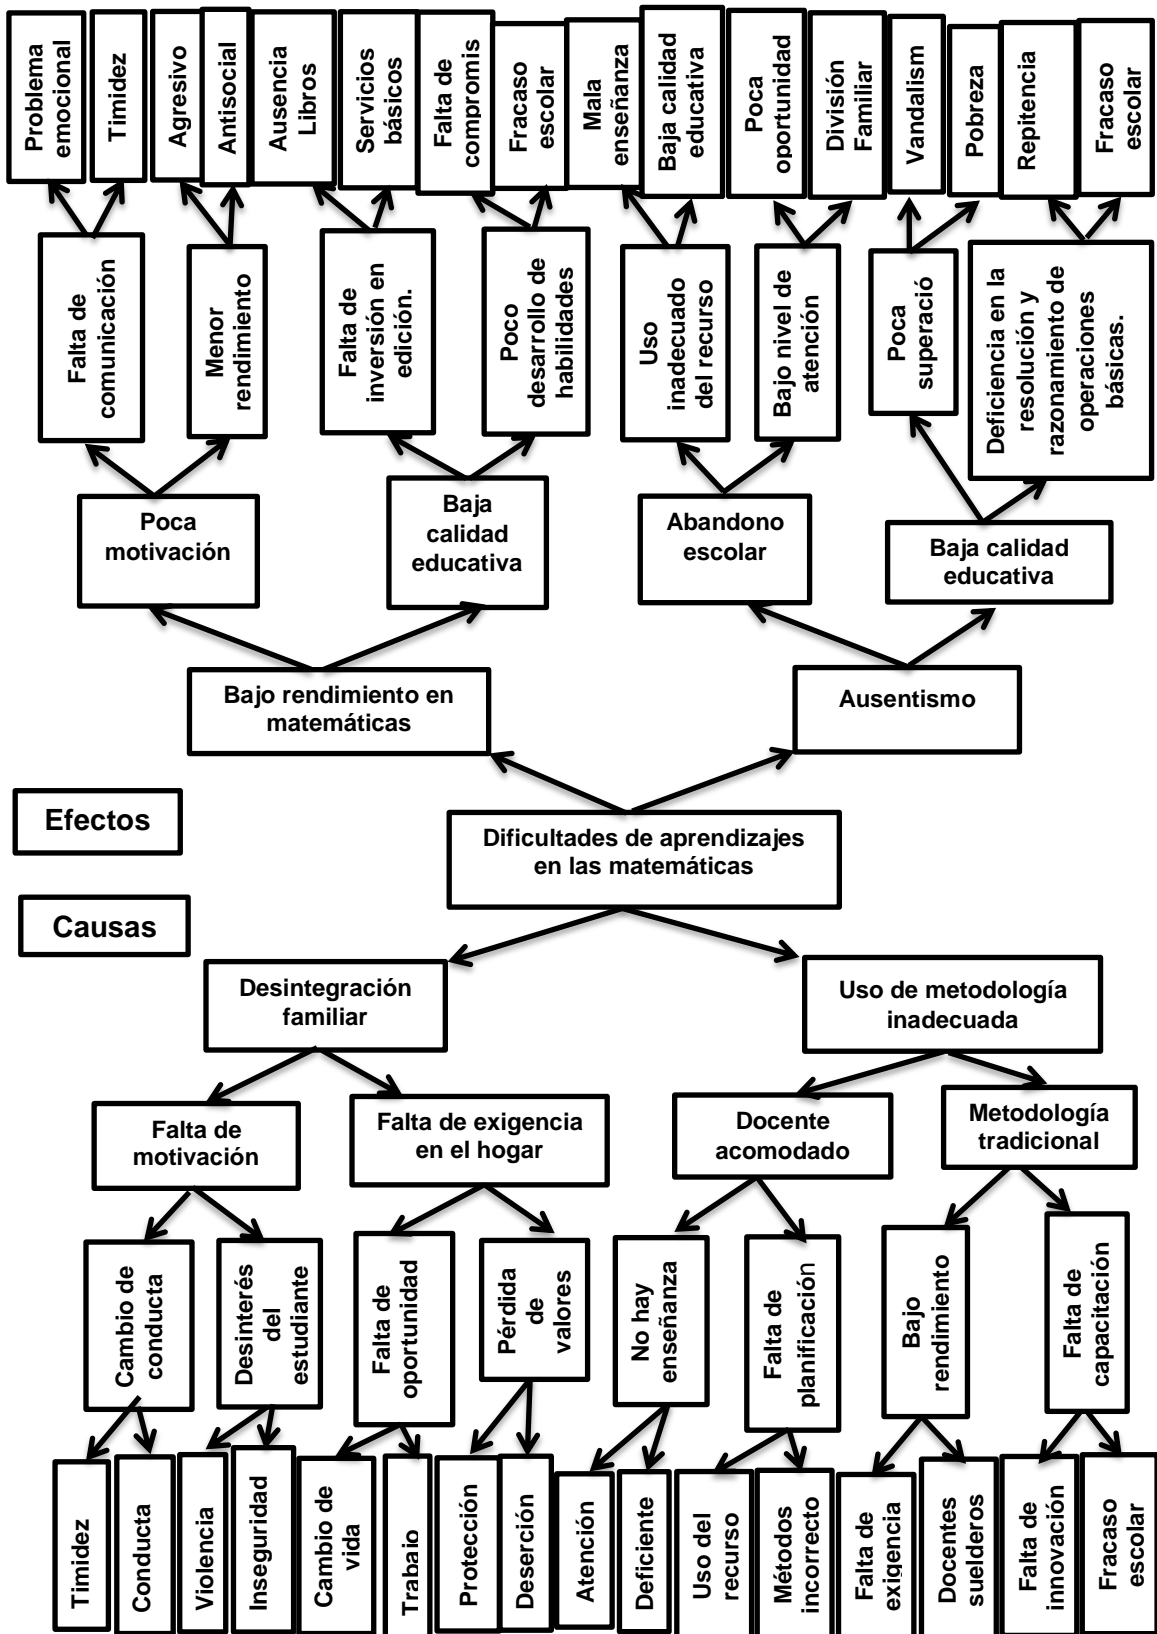 Problema
emocional
Timidez
Agresivo
Antisocial
Ausencia
Libros
Servicios
básicos
Falta de
compromis
Fracaso
escolar
Mala
enseñanza
Baja calidad
educativa
Poca
oportunidad
División
Familiar
Vandalism
Pobreza
Repitencia
Fracaso
escolar
Falta de
comunicación
Menor
rendimiento
Falta de
inversión en
edición.
Poco
desarrollo de
habilidades
Uso
inadecuado
del recurso
Bajo nivel de
atención
Poca
superació
Deficiencia en la
resolución y
razonamiento de
operaciones
básicas.
Poca
motivación
Baja
calidad
educativa
Abandono
escolar
Baja calidad
educativa
Bajo rendimiento en
matemáticas
Ausentismo
Efectos
Dificultades de aprendizajes
en las matemáticas
Causas
Desintegración
familiar
Uso de metodología
inadecuada
Falta de
motivación
Falta de exigencia
en el hogar
Docente
acomodado
Metodología
tradicional
Cambio de
conducta
Desinterés
del
estudiante
Falta de
oportunidad
Pérdida
de
valores
No hay
enseñanza
Falta de
planificación
Bajo
rendimiento
Falta de
capacitación
Timidez
Conducta
Violencia
Inseguridad
Cambio de
vida
Trabajo
Protección
Deserción
Atención
Deficiente
Uso del
recurso
Métodos
incorrecto
Falta de
exigencia
Docentes
suelderos
Falta de
innovación
Fracaso
escolar